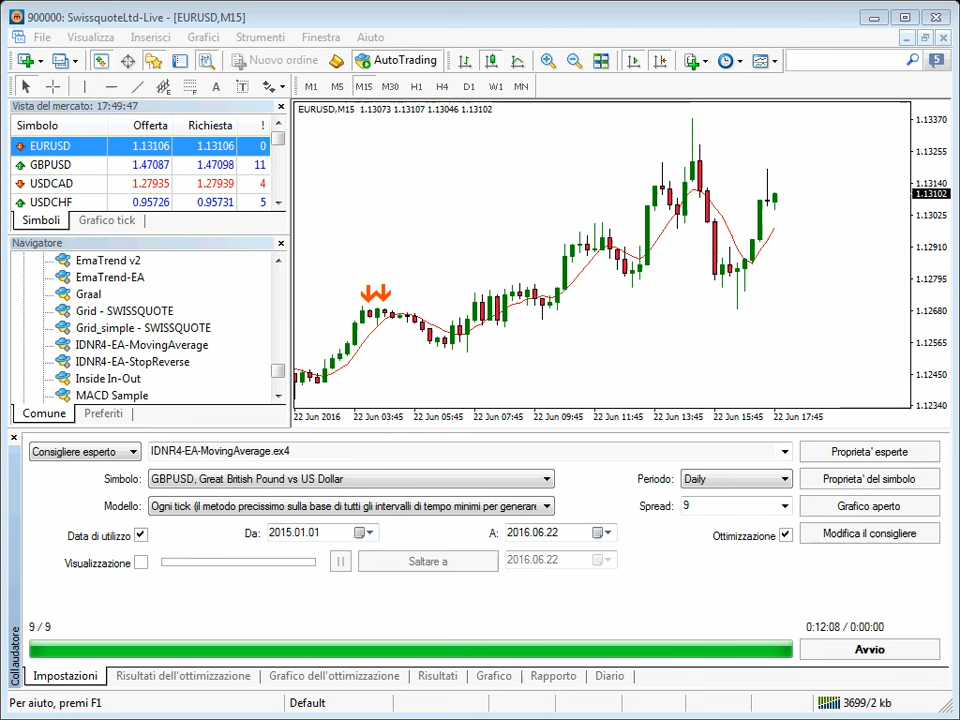 900000: SwissquoteLtd-Live - [EURUSD,M15]
File Visualizza Inserisci Grafici Strumenti Finestra Aiuto
Nuovo ordine AutoTrading 5
A T M1 M5 M15 M30 H1 H4 D1 W1 MN
Vista del mercato: 17:49:47
Simbolo Offerta Richiesta !
EURUSD 1.13106 1.13106 0
GBPUSD 1.47087 1.47098 11
USDCAD 1.27935 1.27939 4
USDCHF 0.95726 0.95731 5
Simboli Grafico tick
Navigatore
EmaTrend v2
EmaTrend-EA
Graal
Grid - SWISSQUOTE
Grid_simple - SWISSQUOTE
IDNR4-EA-MovingAverage
IDNR4-EA-StopReverse
Inside In-Out
MACD Sample
Comune Preferiti
EURUSD,M15 1.13073 1.13107 1.13046 1.13102
1.13370
1.13255
1.13140
1.13102
1.13025
1.12910
1.12795
1.12680
1.12565
1.12450
1.12340
22 Jun 2016 22 Jun 03:45 22 Jun 05:45 22 Jun 07:45 22 Jun 09:45 22 Jun 11:45 22 Jun 13:45 22 Jun 15:45 22 Jun 17:45
Consigliere esperto IDNR4-EA-MovingAverage.ex4 Proprieta' esperte
Simbolo: GBPUSD, Great British Pound vs US Dollar Periodo: Daily Proprieta' del simbolo
Modello: Ogni tick (il metodo precissimo sulla base di tutti gli intervalli di tempo minimi per generare Spread: 9 Grafico aperto
Data di utilizzo Da: 2015.01.01 A: 2016.06.22 Ottimizzazione Modifica il consigliere
Visualizzazione Saltare a 2016.06.22
9 / 9 0:12:08 / 0:00:00
Avvio
Collaudatore
Impostazioni Risultati dell'ottimizzazione Grafico dell'ottimizzazione Risultati Grafico Rapporto Diario
Per aiuto, premi F1 Default 3699/2 kb